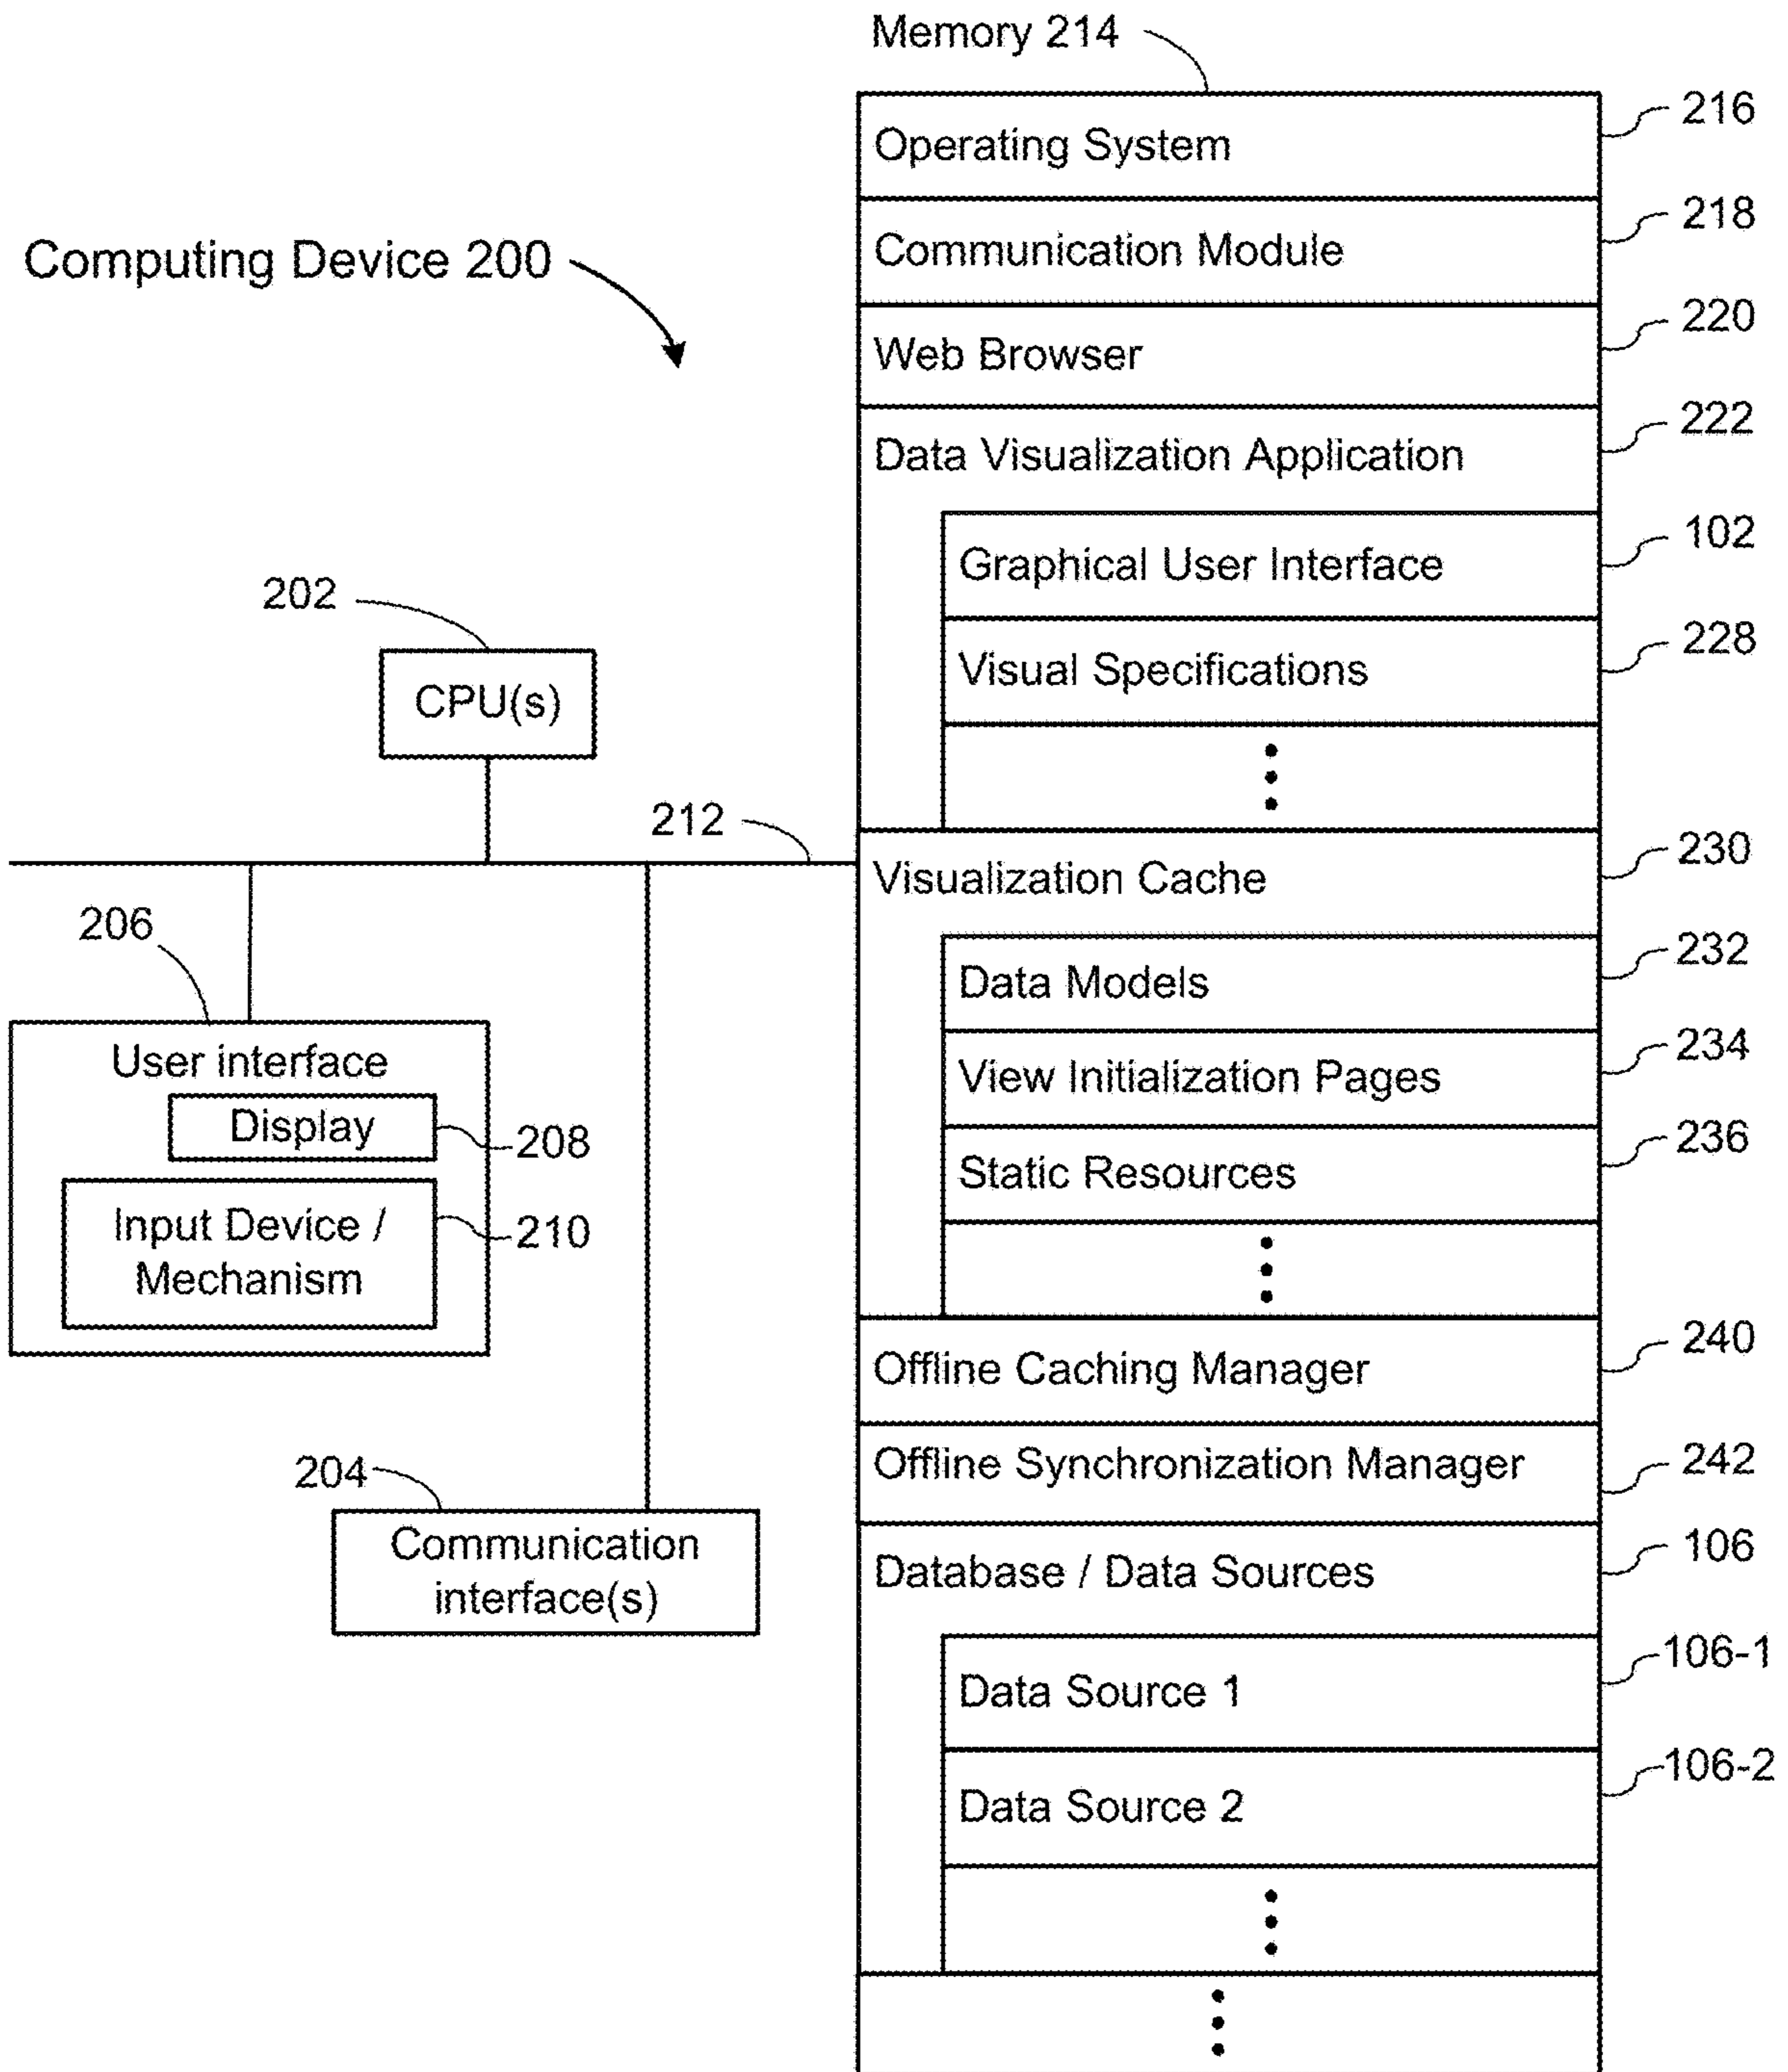 Memory 214
Operating System
216
Communication Module
218
Web Browser
220
Data Visualization Application
222
Graphical User Interface
102
Visual Specifications
228
Visualization Cache
230
Data Models
232
View Initialization Pages
234
Static Resources
236
Offline Caching Manager
240
Offline Synchronization Manager
242
Database / Data Sources
106
Data Source 1
106-1
Data Source 2
106-2
Computing Device 200
202
CPU(s)
212
206
User interface
Display
208
Input Device /
Mechanism
210
204
Communication
interface(s)